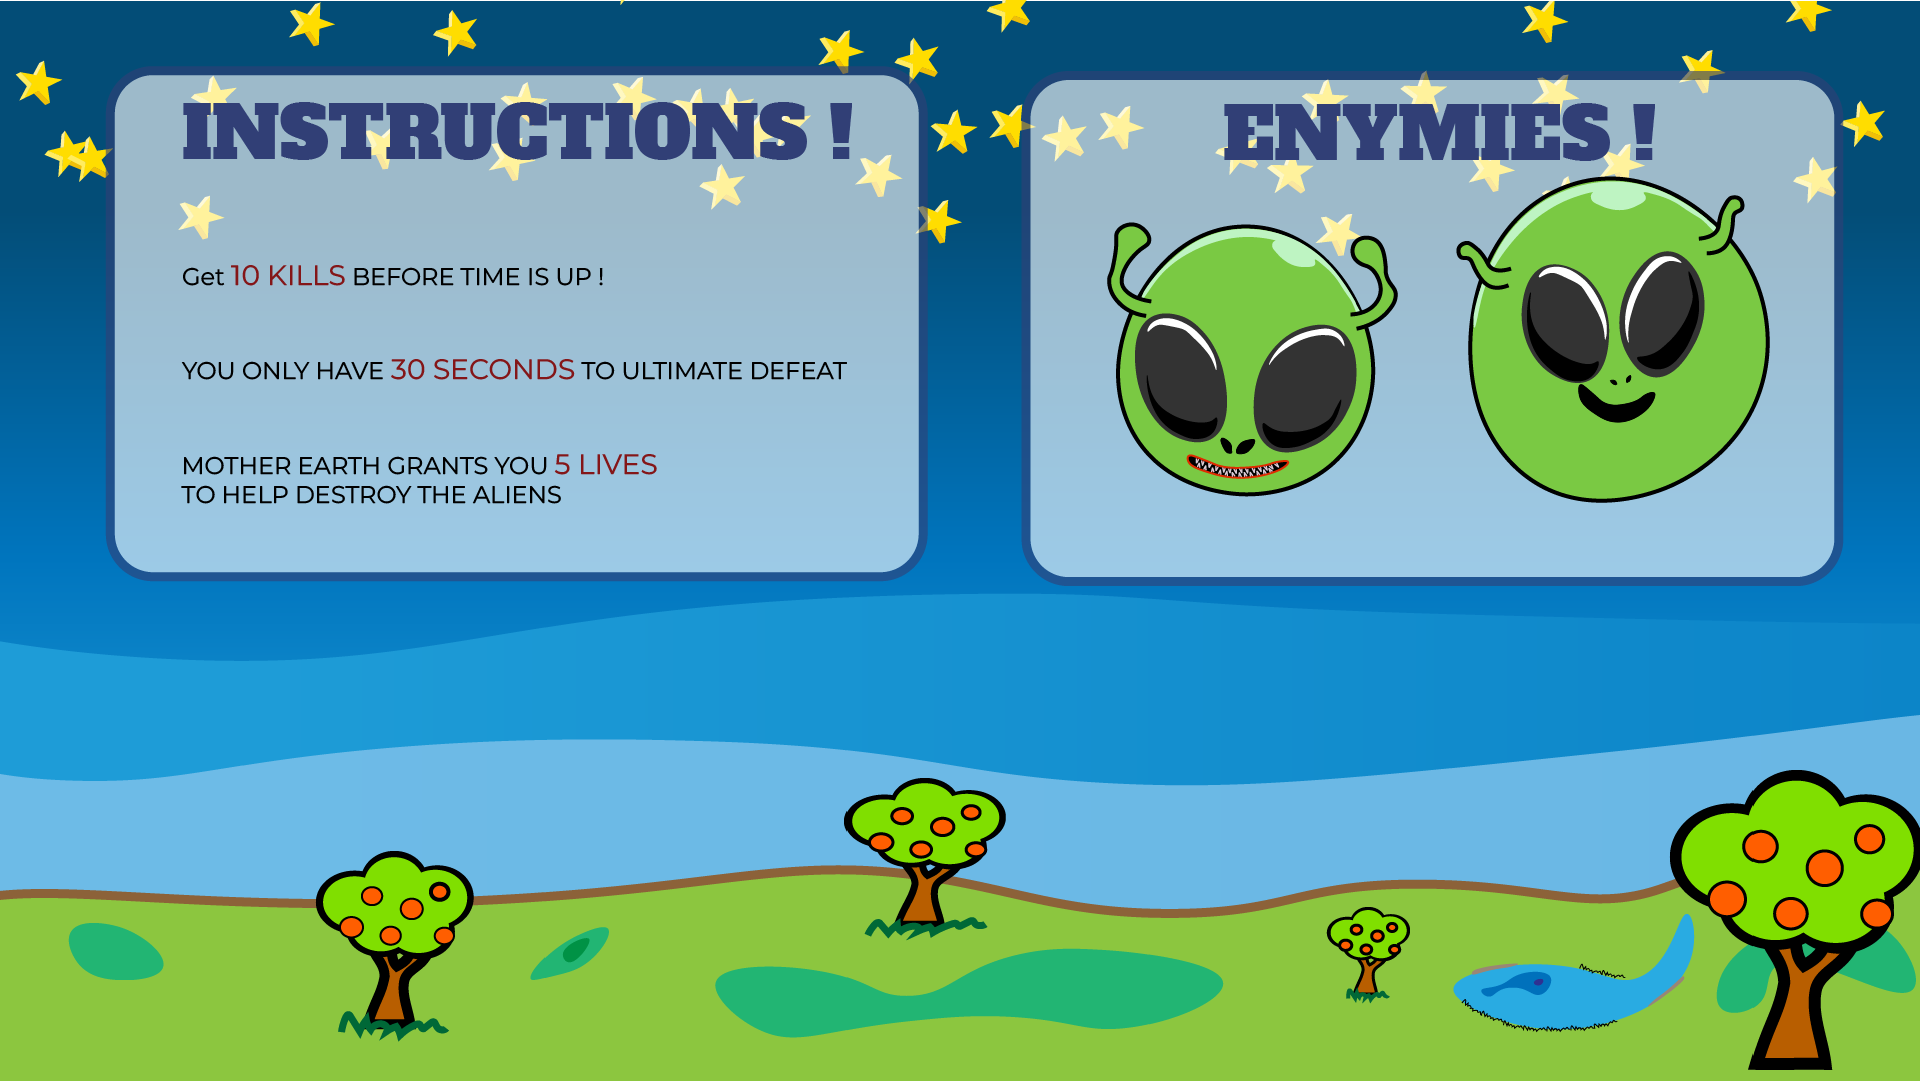 INSTRUCTIONS !
Get 10 KILLS BEFORE TIME IS UP !
YOU ONLY HAVE 30 SECONDS TO ULTIMATE DEFEAT
MOTHER EARTH GRANTS YOU 5 LIVES
TO HELP DESTROY THE ALIENS
ENYMIES !